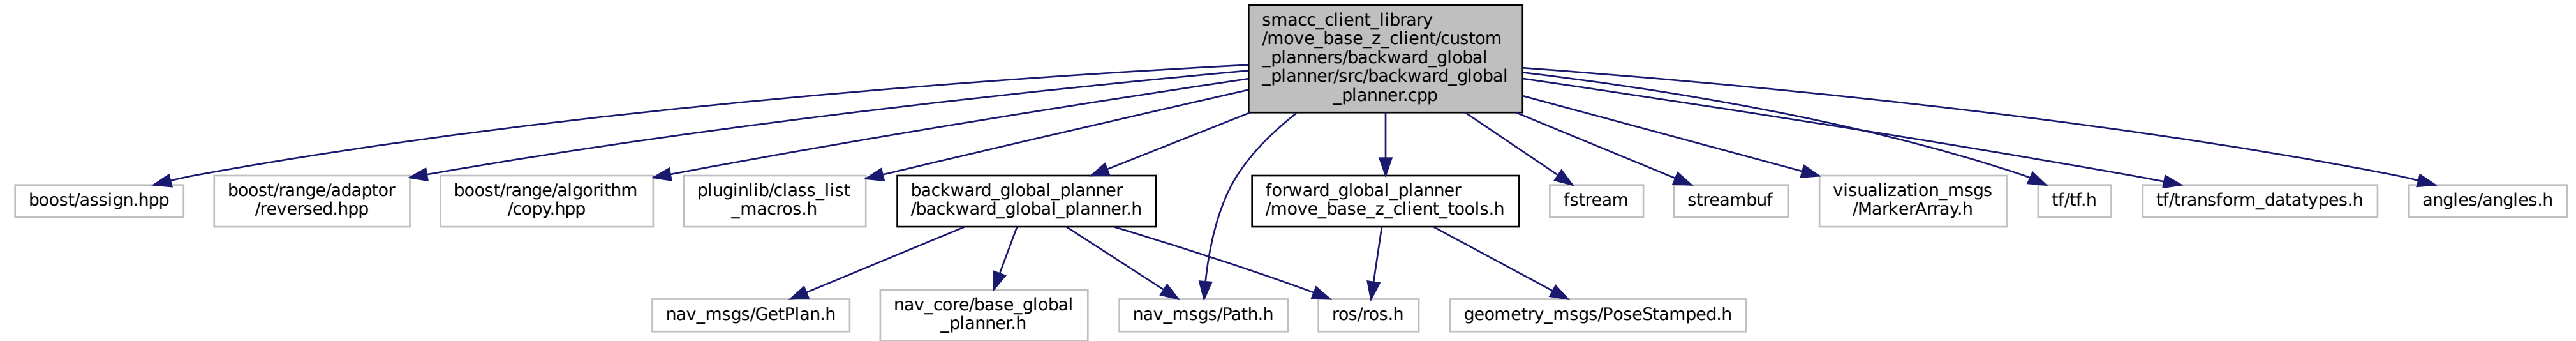 smacc_client_library
/move_base_z_client/custom
_planners/backward_global
_planner/src/backward_global
_planner.cpp
boost/assign.hpp
boost/range/adaptor
/reversed.hpp
boost/range/algorithm
/copy.hpp
pluginlib/class_list
_macros.h
backward_global_planner
/backward_global_planner.h
forward_global_planner
/move_base_z_client_tools.h
fstream
streambuf
visualization_msgs
/MarkerArray.h
tf/tf.h
tf/transform_datatypes.h
angles/angles.h
nav_msgs/GetPlan.h
nav_core/base_global
_planner.h
nav_msgs/Path.h
ros/ros.h
geometry_msgs/PoseStamped.h